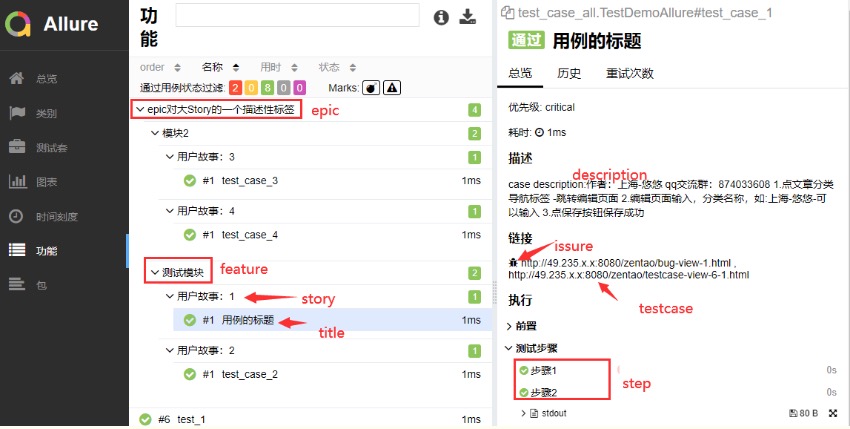 Allure
总览
类别
测试套
图表
时间刻度
功能
包
功能
order 名称 用时 状态
通过用例状态过滤: 2 0 8 0 0 Marks:
epic对大Story的一个描述性标签 epic 4
模块2 2
用户故事：3 1
#1 test_case_3 1ms
用户故事：4 1
#1 test_case_4 1ms
测试模块 feature 2
用户故事：1 story 1
#1 用例的标题 1ms
title
用户故事：2 1
#1 test_case_2 1ms
#6 test_1 1ms
test_case_all.TestDemoAllure#test_case_1
通过 用例的标题
总览 历史 重试次数
优先级: critical
耗时: 1ms
描述
description
case description:作者：上海-悠悠 qq交流群：874033608 1.点文章分类
导航标签 -跳转编辑页面 2.编辑页面输入，分类名称，如:上海-悠悠-可
以输入 3.点保存按钮保存成功
链接
issure
http://49.235.x.x:8080/zentao/bug-view-1.html ,
http://49.235.x.x:8080/zentao/testcase-view-6-1.html
testcase
执行
前置
测试步骤
步骤1 0s
step
步骤2 0s
stdout 80 B